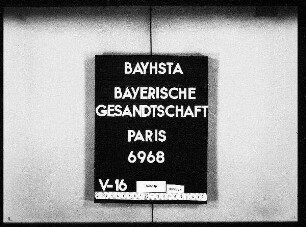 BAYHSTA
BAYERISCHE
GESANDTSCHAFT
PARIS
6968
V-16